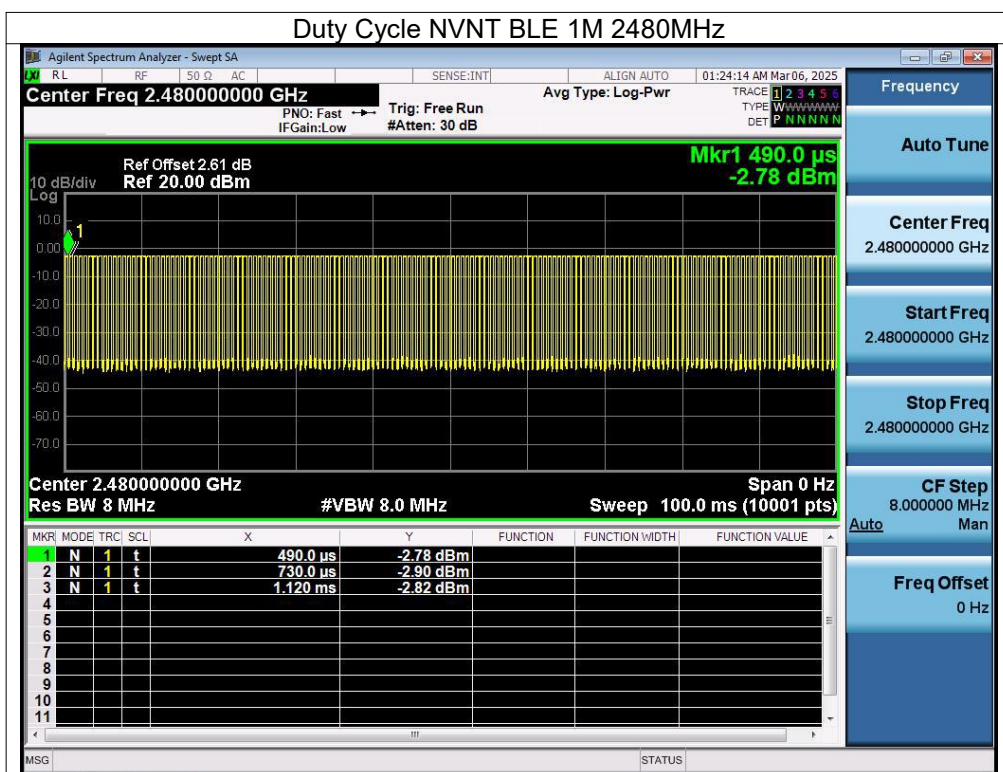 Duty Cycle NVNT BLE 1M 2480MHz
Agilent Spectrum Analyzer - Swept SA
LXI RL RF 50 Ω AC SENSE:INT ALIGN AUTO 01:24:14 AM Mar 06, 2025
Center Freq 2.480000000 GHz
Avg Type: Log-Pwr
TRACE 1 2 3 4 5 6
PNO: Fast Trig: Free Run
TYPE WWWWWW
IFGain:Low #Atten: 30 dB
DET P N N N N N
Frequency
Auto Tune
Mkr1 490.0 µs
Ref Offset 2.61 dB
-2.78 dBm
10 dB/div Ref 20.00 dBm
Log
10.0
1
0.00
-10.0
-20.0
-30.0
-40.0
-50.0
-60.0
-70.0
Center Freq
2.480000000 GHz
Start Freq
2.480000000 GHz
Stop Freq
2.480000000 GHz
Center 2.480000000 GHz Span 0 Hz
Res BW 8 MHz #VBW 8.0 MHz Sweep 100.0 ms (10001 pts)
CF Step
8.000000 MHz
Auto Man
MKR MODE TRC SCL X Y FUNCTION FUNCTION WIDTH FUNCTION VALUE
1 N 1 t 490.0 µs -2.78 dBm
2 N 1 t 730.0 µs -2.90 dBm
3 N 1 t 1.120 ms -2.82 dBm
4
5
6
7
8
9
10
11
Freq Offset
0 Hz
MSG STATUS